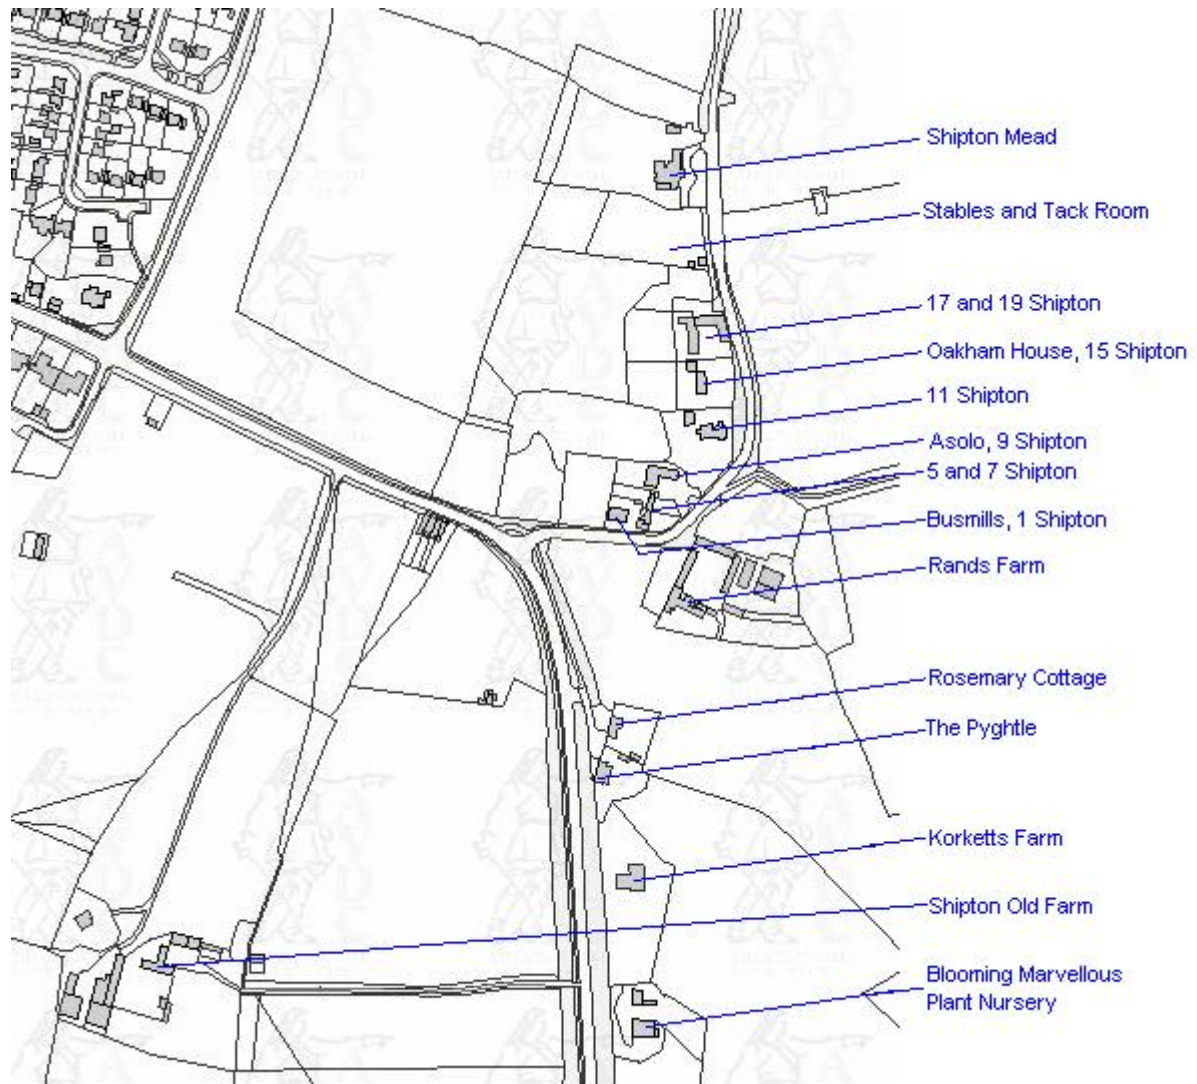 Shipton Mead
Stables and Tack Room
17 and 19 Shipton
Oakham House, 15 Shipton
11 Shipton
Asolo, 9 Shipton
5 and 7 Shipton
Busmills, 1 Shipton
Rands Farm
Rosemary Cottage
The Pyghtle
Korketts Farm
Shipton Old Farm
Blooming Marvellous
Plant Nursery